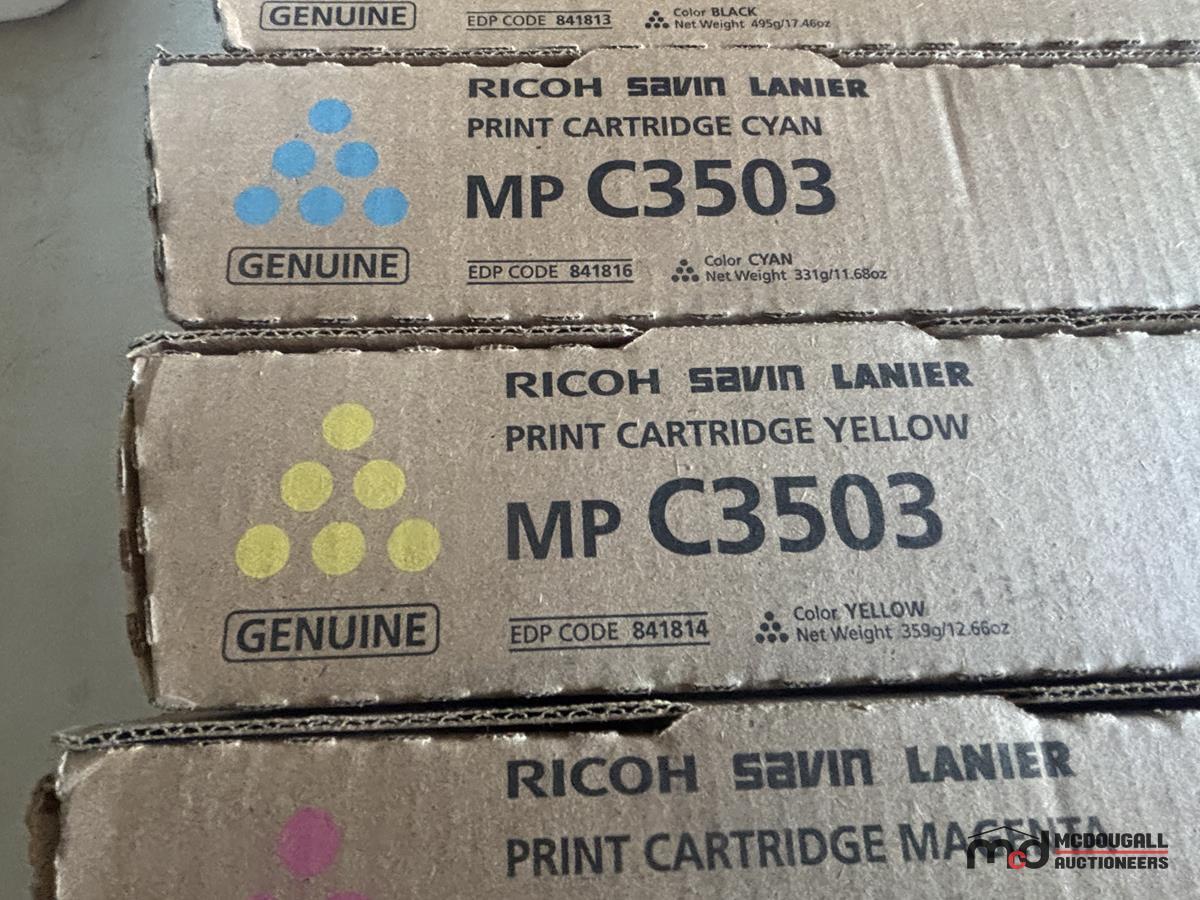 GENUINE
EDP CODE 841813
Color BLACK
Net Weight 495g/17.46oz
RICOH Savin LANIER
PRINT CARTRIDGE CYAN
MP C3503
GENUINE
EDP CODE 841816
Color CYAN
Net Weight 331g/11.68oz
RICOH Savin LANIER
PRINT CARTRIDGE YELLOW
MP C3503
GENUINE
EDP CODE 841814
Color YELLOW
Net Weight 359g/12.66oz
RICOH Savin LANIER
PRINT CARTRIDGE MAGENTA
mcd MCDOUGALL
AUCTIONEERS